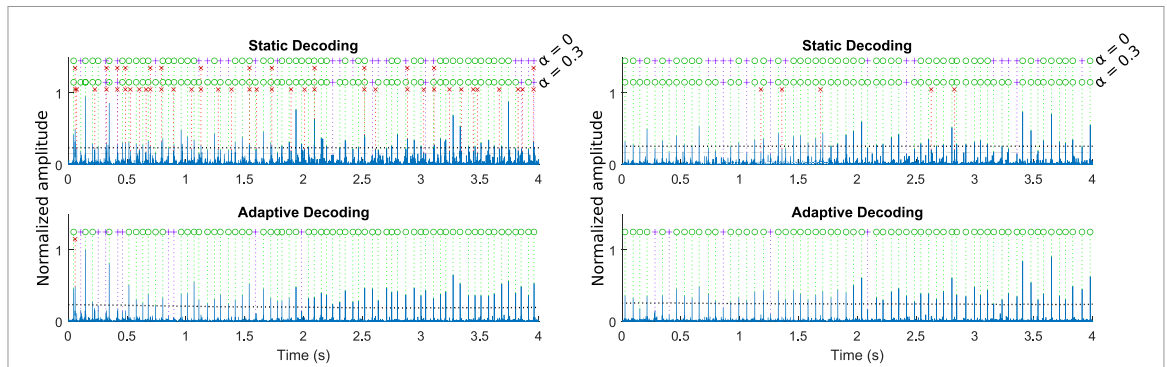 Static Decoding
α = 0
α = 0.3
1
0
0 0.5 1 1.5 2 2.5 3 3.5 4
Adaptive Decoding
1
0
0 0.5 1 1.5 2 2.5 3 3.5 4
Time (s)
Normalized amplitude
Static Decoding
α = 0
α = 0.3
1
0
0 0.5 1 1.5 2 2.5 3 3.5 4
Adaptive Decoding
1
0
0 0.5 1 1.5 2 2.5 3 3.5 4
Time (s)
Normalized amplitude